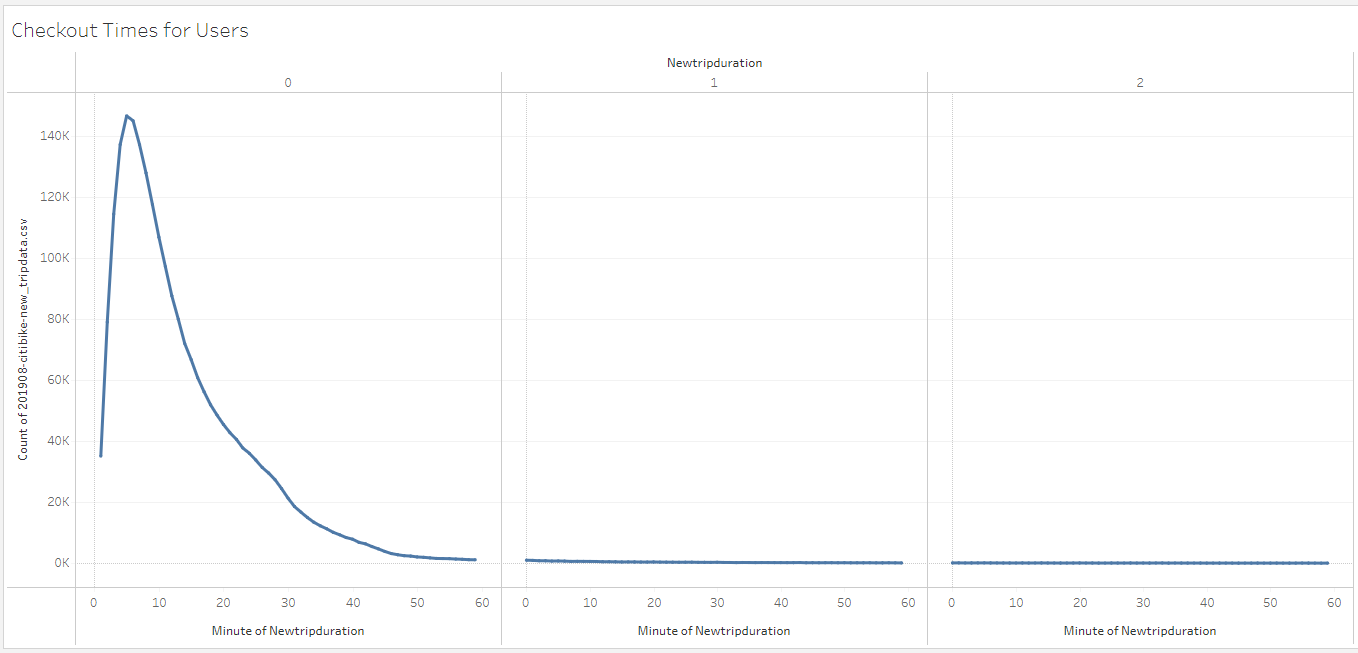 Checkout Times for Users
Newtripduration
0 1 2
Count of 201908-citibike-new_tripdata.csv
140K
120K
100K
80K
60K
40K
20K
0K
0 10 20 30 40 50 60 0 10 20 30 40 50 60 0 10 20 30 40 50 60
Minute of Newtripduration Minute of Newtripduration Minute of Newtripduration